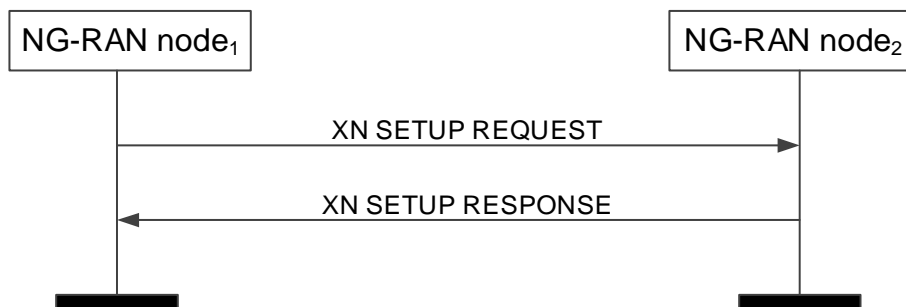 NG-RAN node₁
NG-RAN node₂
XN SETUP REQUEST
XN SETUP RESPONSE